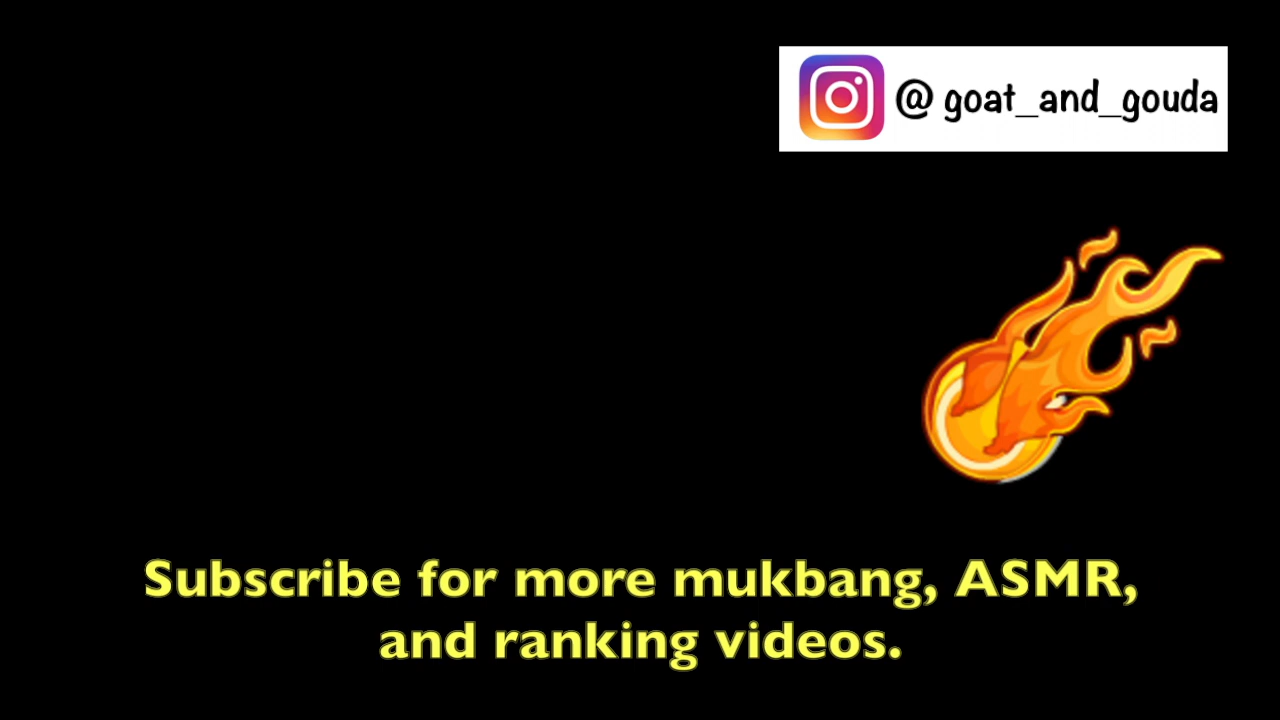 @ goat_and_gouda
Subscribe for more mukbang, ASMR,
and ranking videos.